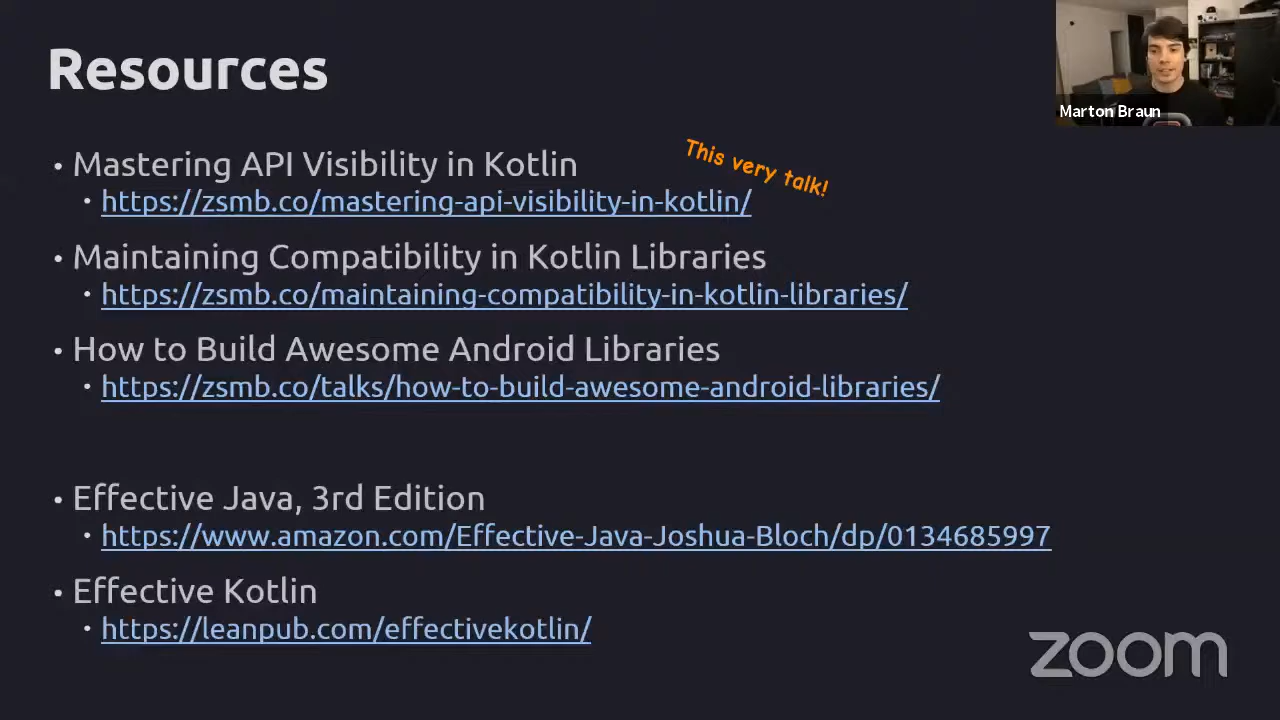 Resources
Marton Braun
• Mastering API Visibility in Kotlin
This very talk!
• https://zsmb.co/mastering-api-visibility-in-kotlin/
• Maintaining Compatibility in Kotlin Libraries
• https://zsmb.co/maintaining-compatibility-in-kotlin-libraries/
• How to Build Awesome Android Libraries
• https://zsmb.co/talks/how-to-build-awesome-android-libraries/
• Effective Java, 3rd Edition
• https://www.amazon.com/Effective-Java-Joshua-Bloch/dp/0134685997
• Effective Kotlin
• https://leanpub.com/effectivekotlin/
zoom